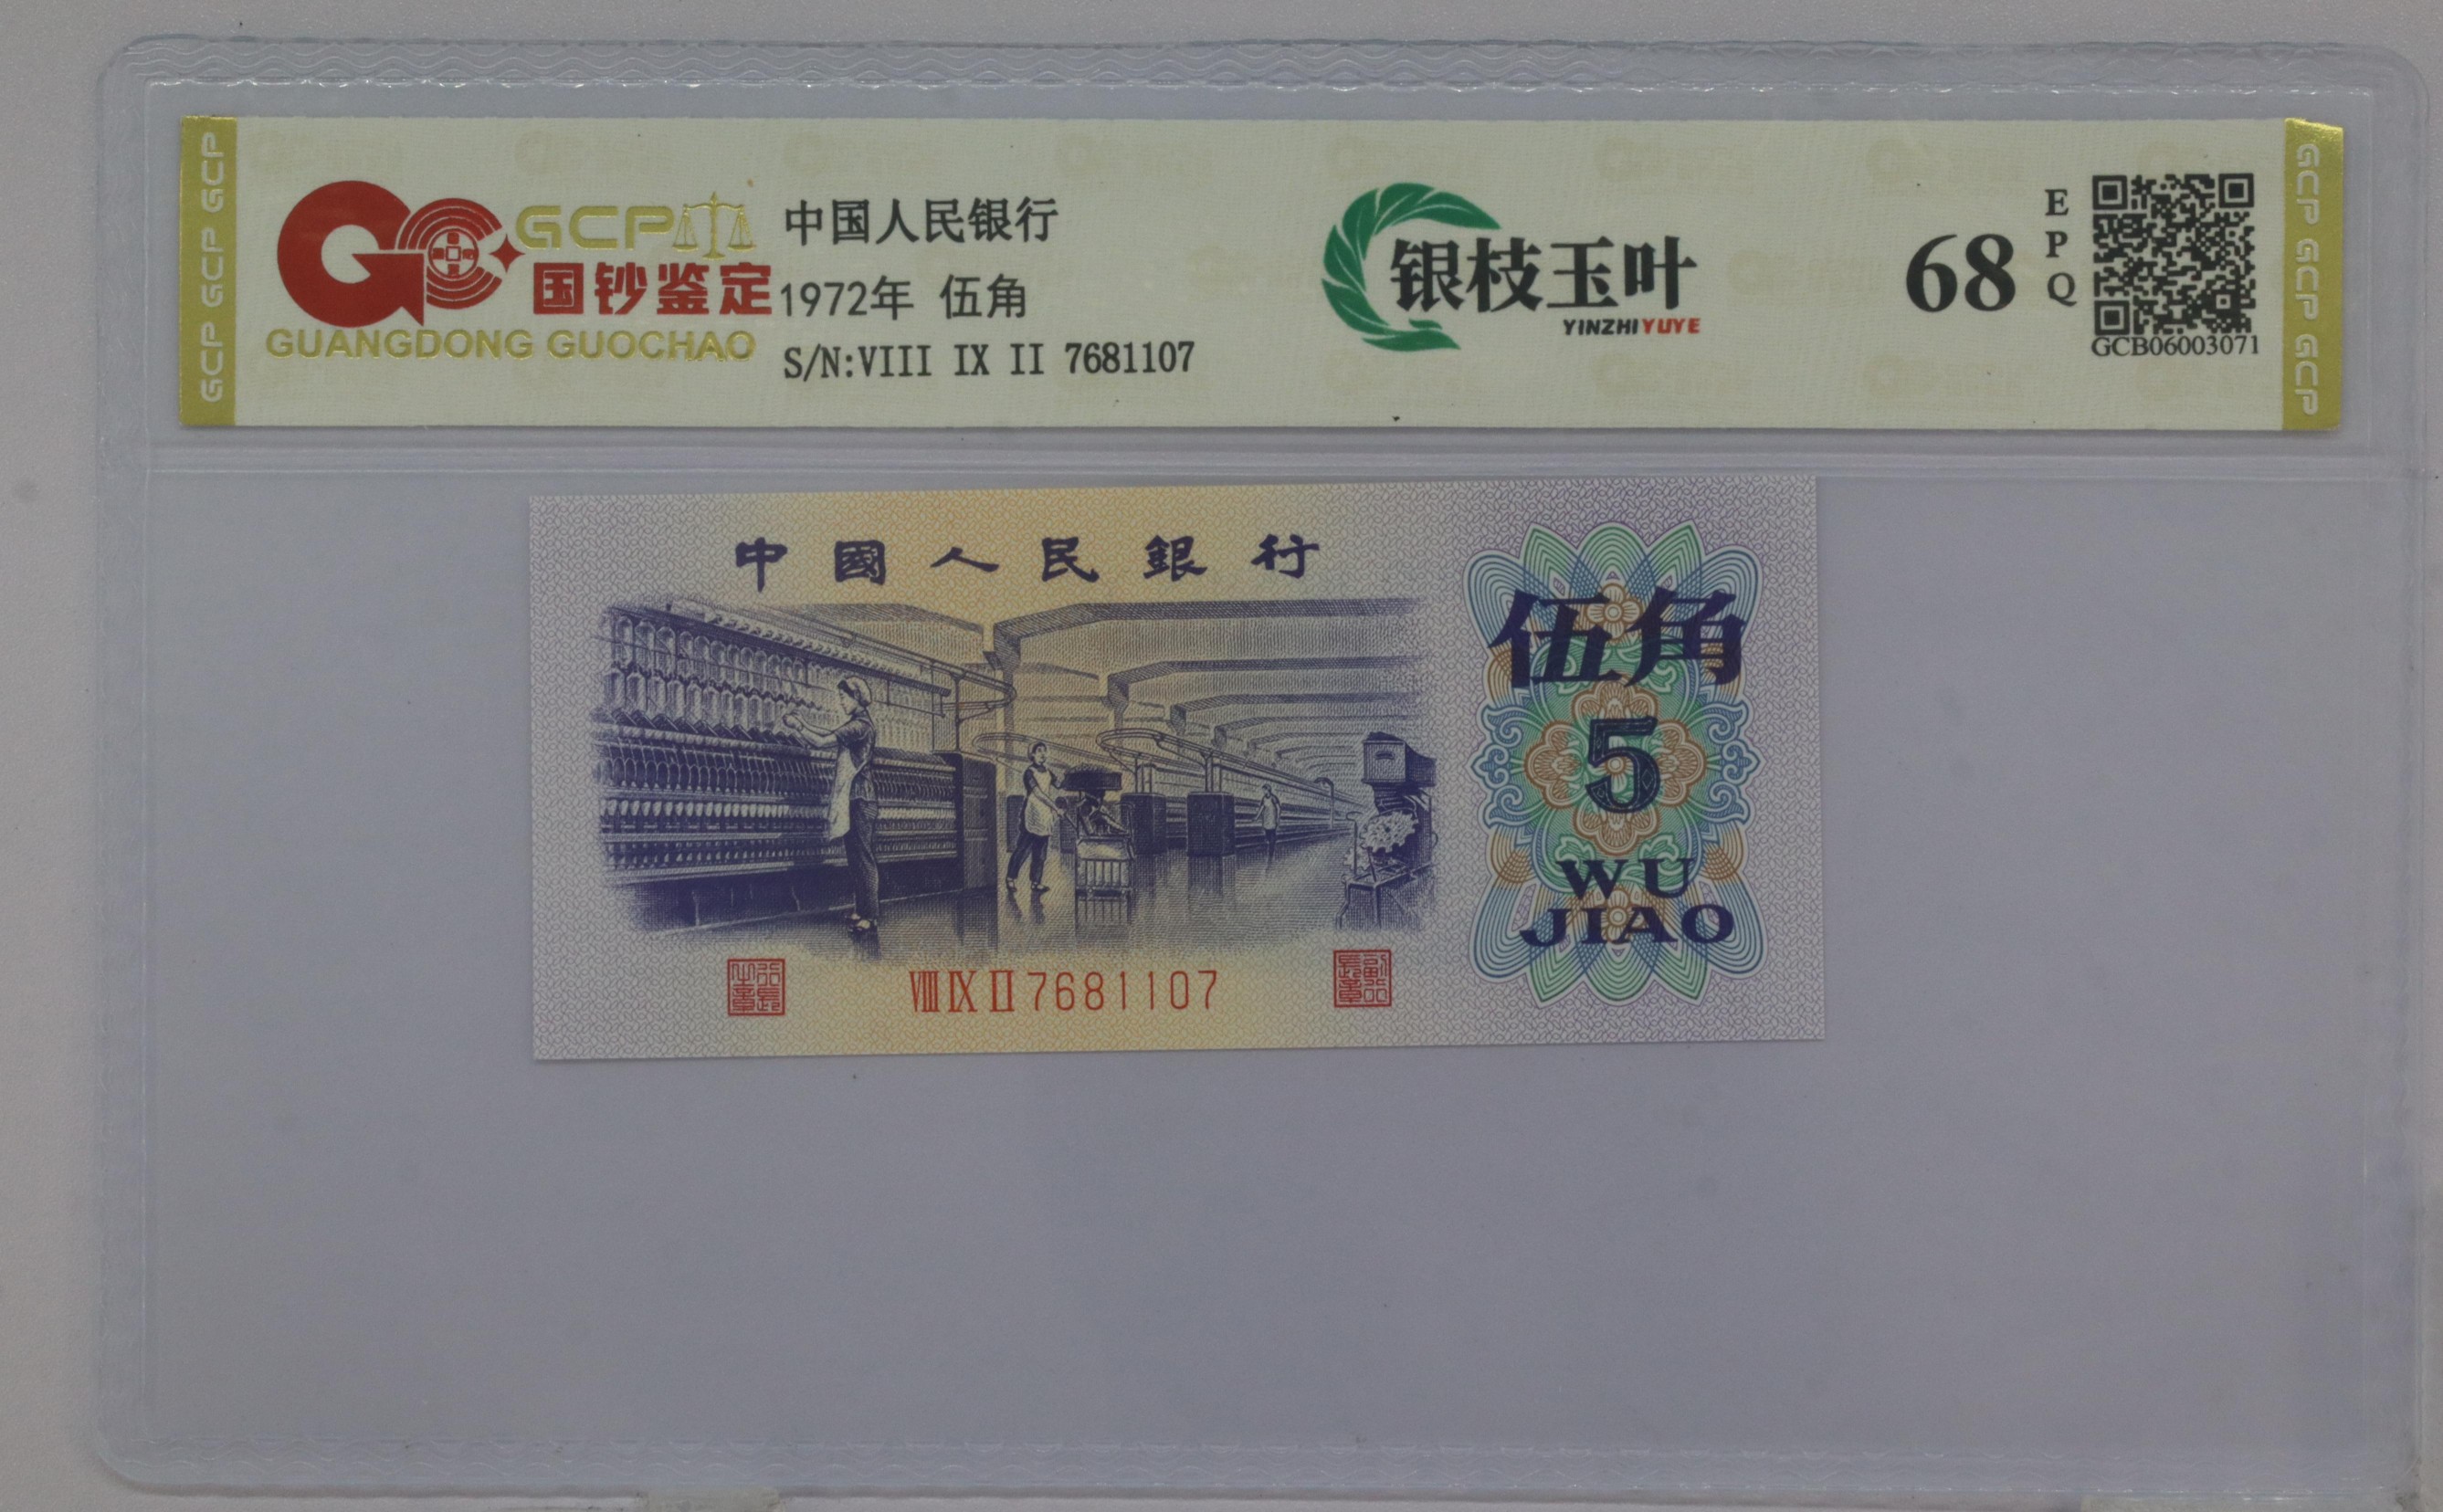 GCP GCP GCP
GCP
国钞鉴定
GUANGDONG GUOCHAO
中国人民银行
1972年 伍角
S/N:VIII IX II 7681107
银枝玉叶
YINZHIYUYE
68
EPQ
GCB06003071
GCP GCP GCP
中國人民銀行
伍角
5
WU
JIAO
VIII IX II 7681107